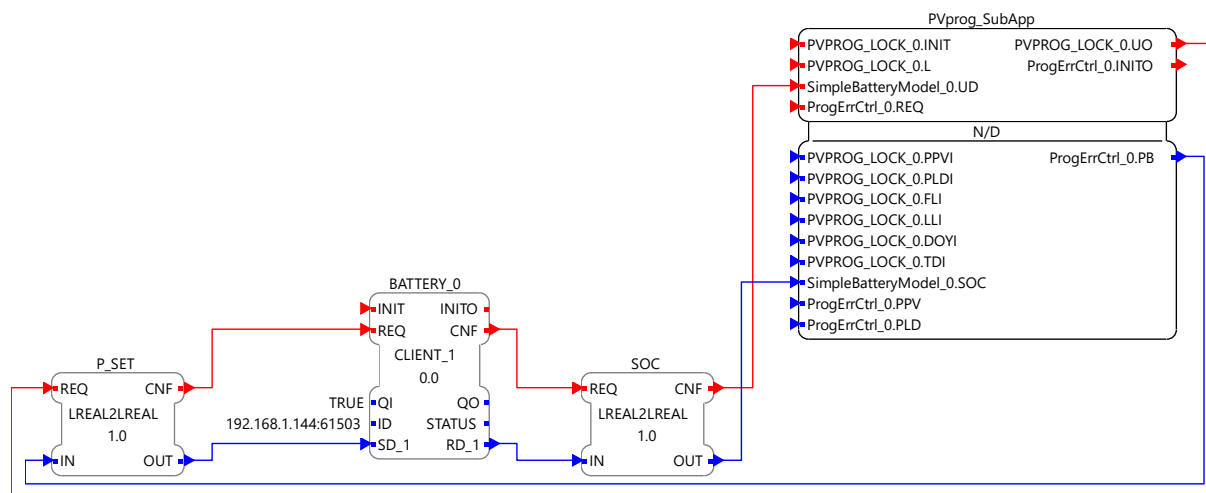 PVprog_SubApp
PVPROG_LOCK_0.INIT PVPROG_LOCK_0.UO
PVPROG_LOCK_0.L ProgErrCtrl_0.INITO
SimpleBatteryModel_0.UD
ProgErrCtrl_0.REQ
N/D
PVPROG_LOCK_0.PPVI ProgErrCtrl_0.PB
PVPROG_LOCK_0.PLDI
PVPROG_LOCK_0.FLI
PVPROG_LOCK_0.LLI
PVPROG_LOCK_0.DOYI
PVPROG_LOCK_0.TDI
SimpleBatteryModel_0.SOC
ProgErrCtrl_0.PPV
ProgErrCtrl_0.PLD
BATTERY_0
INIT INITO
REQ CNF
CLIENT_1
0.0
TRUE QI QO
192.168.1.144:61503 ID STATUS
SD_1 RD_1
P_SET
REQ CNF
LREAL2LREAL
1.0
IN OUT
SOC
REQ CNF
LREAL2LREAL
1.0
IN OUT